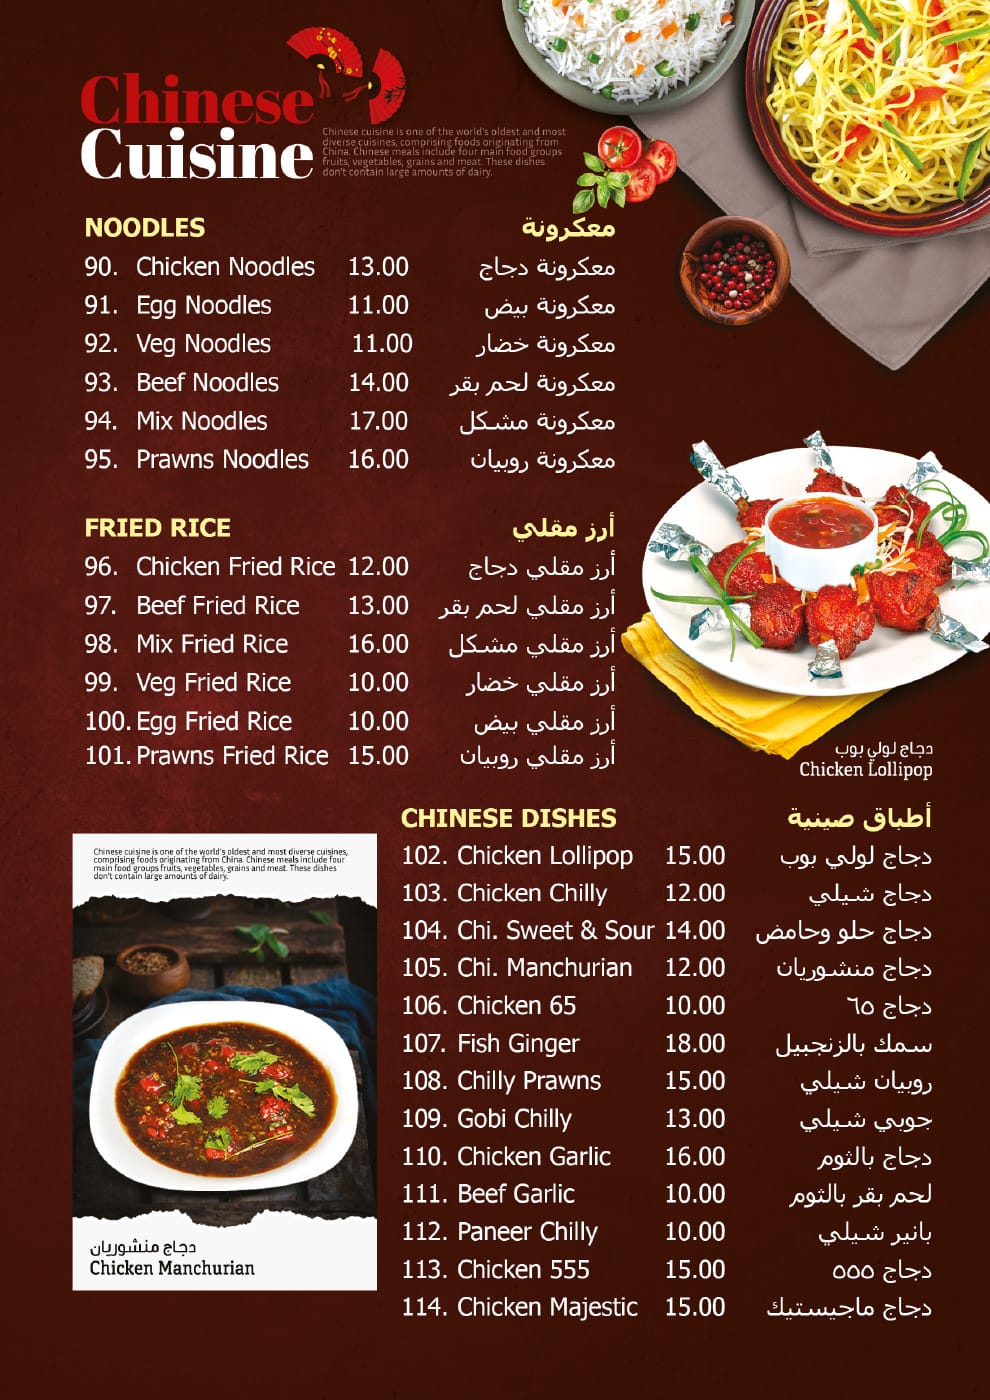 Chinese
Cuisine
Chinese cuisine is one of the world's oldest and most
diverse cuisines, comprising foods originating from
China. Chinese meals include four main food groups
fruits, vegetables, grains and meat. These dishes
don't contain large amounts of dairy.
NOODLES معكرونة
90. Chicken Noodles 13.00 معكرونة دجاج
91. Egg Noodles 11.00 معكرونة بيض
92. Veg Noodles 11.00 معكرونة خضار
93. Beef Noodles 14.00 معكرونة لحم بقر
94. Mix Noodles 17.00 معكرونة مشكل
95. Prawns Noodles 16.00 معكرونة روبيان
FRIED RICE أرز مقلي
96. Chicken Fried Rice 12.00 أرز مقلي دجاج
97. Beef Fried Rice 13.00 أرز مقلي لحم بقر
98. Mix Fried Rice 16.00 أرز مقلي مشكل
99. Veg Fried Rice 10.00 أرز مقلي خضار
100. Egg Fried Rice 10.00 أرز مقلي بيض
101. Prawns Fried Rice 15.00 أرز مقلي روبيان
دجاج لولي بوب
Chicken Lollipop
CHINESE DISHES أطباق صينية
102. Chicken Lollipop 15.00 دجاج لولي بوب
103. Chicken Chilly 12.00 دجاج شيلي
104. Chi. Sweet & Sour 14.00 دجاج حلو وحامض
105. Chi. Manchurian 12.00 دجاج منشوريان
106. Chicken 65 10.00 دجاج ٦٥
107. Fish Ginger 18.00 سمك بالزنجبيل
108. Chilly Prawns 15.00 روبيان شيلي
109. Gobi Chilly 13.00 جوبي شيلي
110. Chicken Garlic 16.00 دجاج بالثوم
111. Beef Garlic 10.00 لحم بقر بالثوم
112. Paneer Chilly 10.00 بانير شيلي
113. Chicken 555 15.00 دجاج ٥٥٥
114. Chicken Majestic 15.00 دجاج ماجيستيك
Chinese cuisine is one of the world's oldest and most diverse cuisines,
comprising foods originating from China. Chinese meals include four
main food groups fruits, vegetables, grains and meat. These dishes
don't contain large amounts of dairy.
دجاج منشوريان
Chicken Manchurian